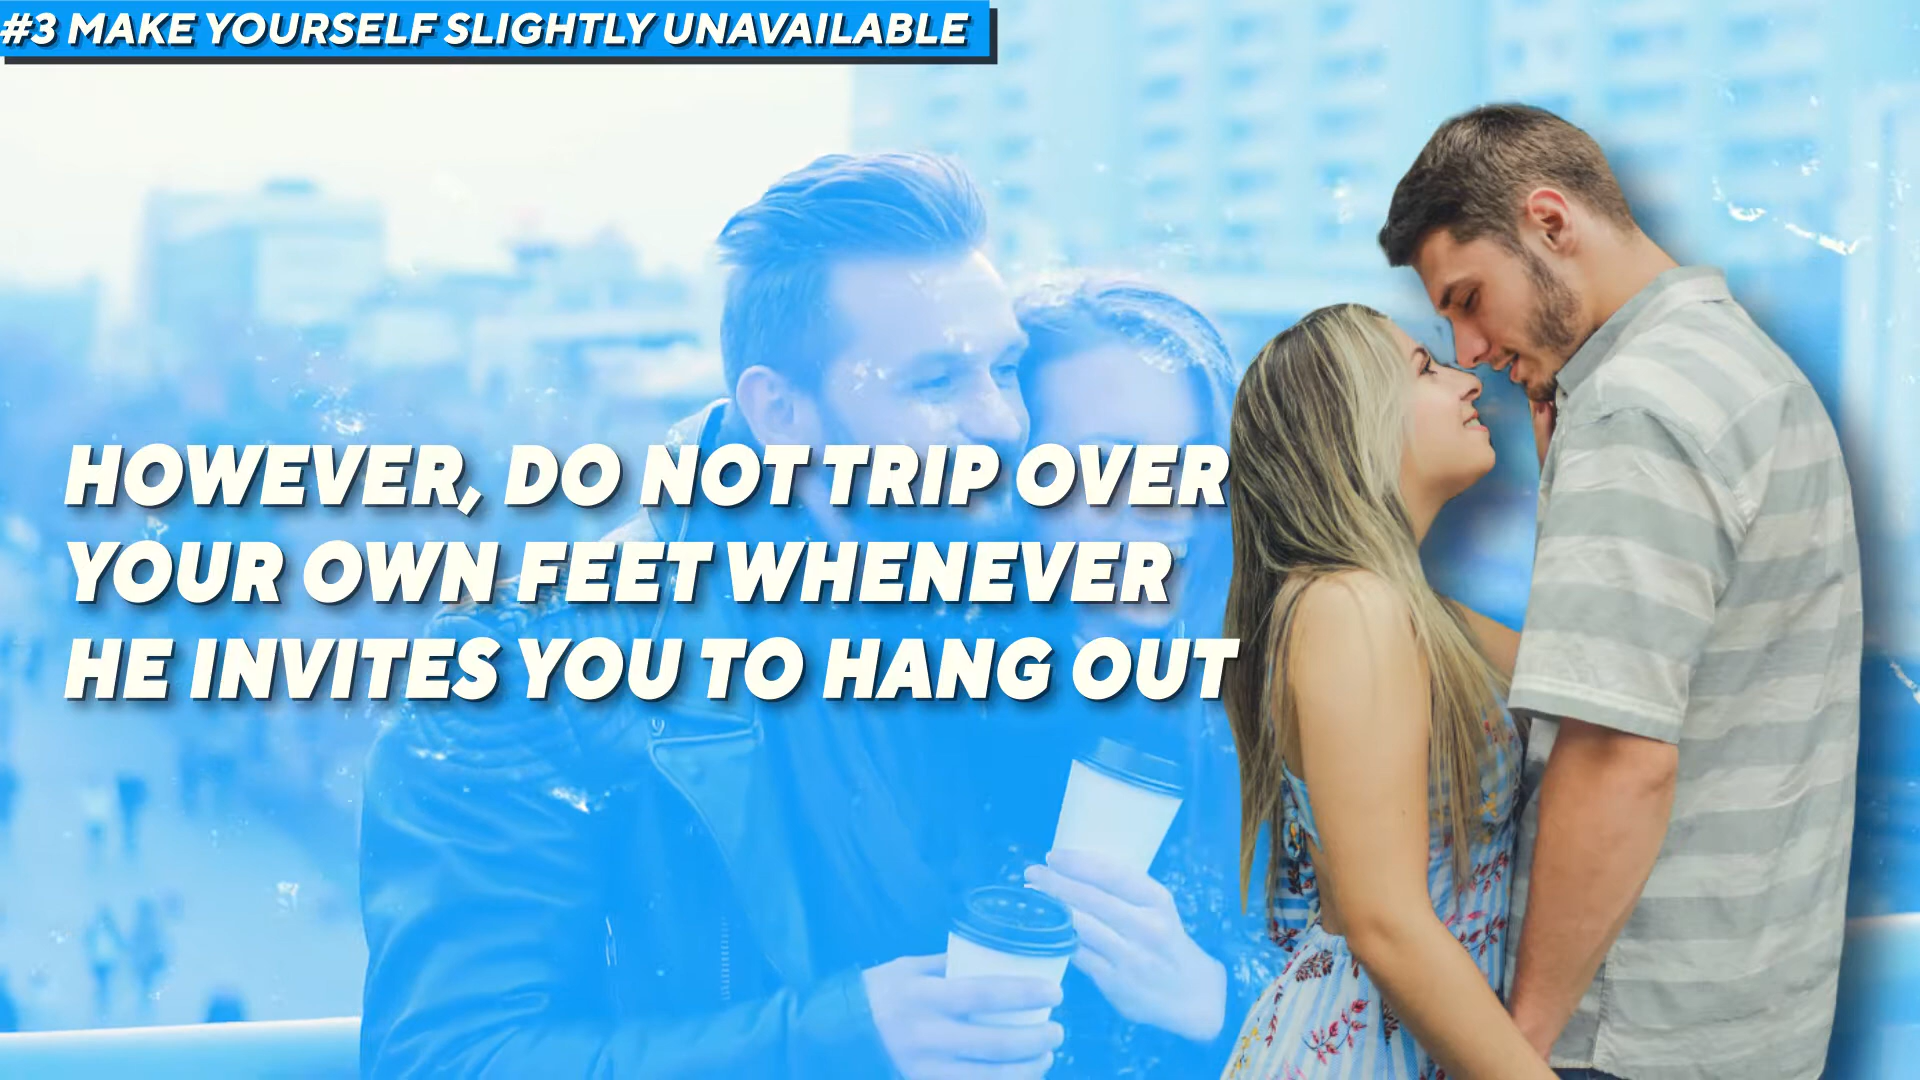 #3 MAKE YOURSELF SLIGHTLY UNAVAILABLE
HOWEVER, DO NOT TRIP OVER
YOUR OWN FEET WHENEVER
HE INVITES YOU TO HANG OUT